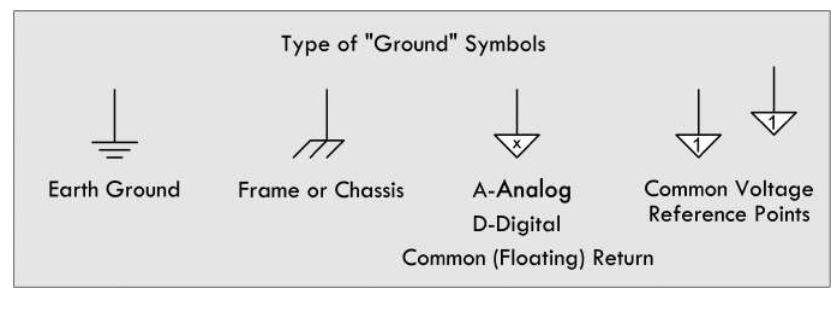 Type of "Ground" Symbols
x
1
1
Earth Ground
Frame or Chassis
A-Analog
D-Digital
Common (Floating) Return
Common Voltage
Reference Points